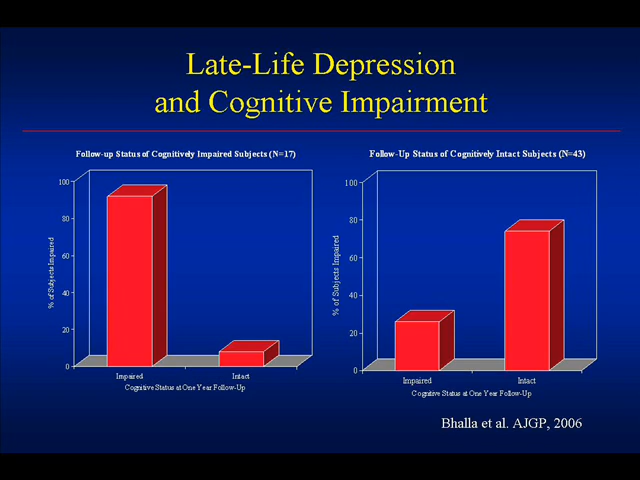 Late-Life Depression
and Cognitive Impairment
Follow-up Status of Cognitively Impaired Subjects (N=17)
100
80
60
40
20
0
% of Subjects Impaired
Impaired
Intact
Cognitive Status at One Year Follow-Up
Follow-Up Status of Cognitively Intact Subjects (N=43)
100
80
60
40
20
0
% of Subjects Impaired
Impaired
Intact
Cognitive Status at One Year Follow-Up
Bhalla et al. AJGP, 2006